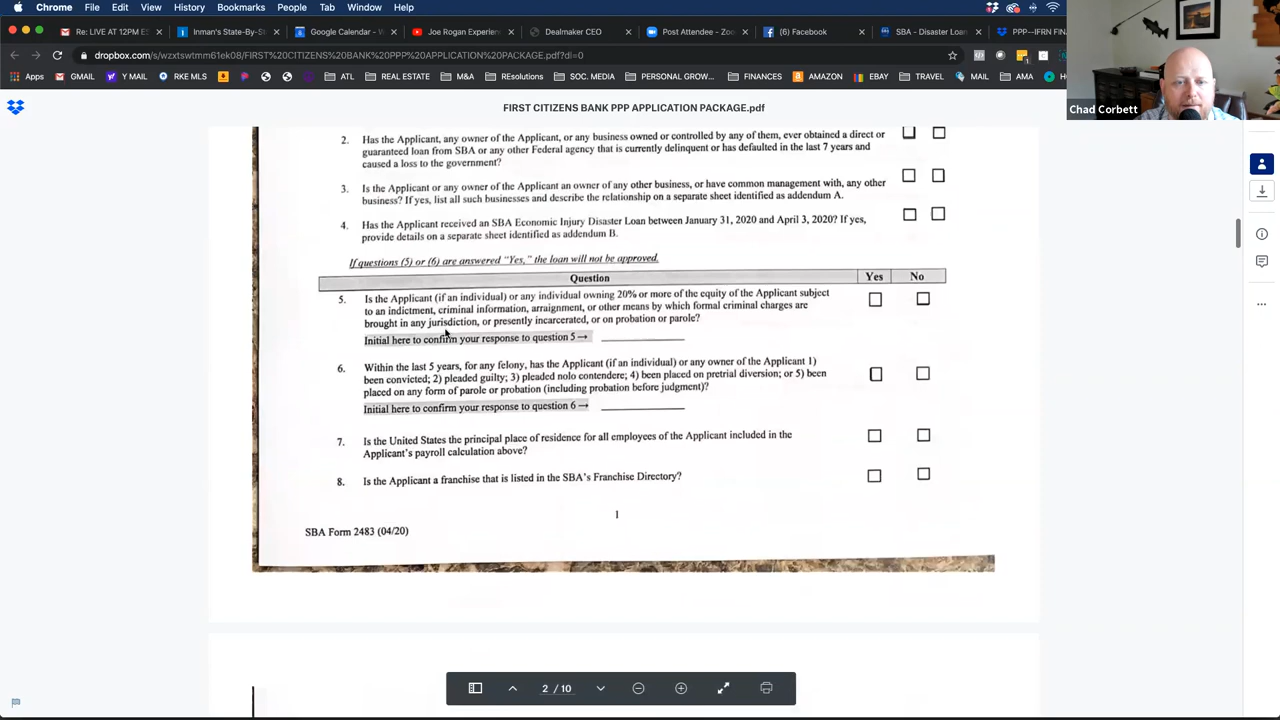 Chrome File Edit View History Bookmarks People Tab Window Help
Re: LIVE AT 12PM ES
Inman's State-By-S
Google Calendar - W
Joe Rogan Experien
Dealmaker CEO
Post Attendee - Zoo
(6) Facebook
SBA - Disaster Loan
PPP--IFRN FINA
dropbox.com/s/wzxtswtmm61ek08/FIRST%20CITIZENS%20BANK%20PPP%20APPLICATION%20PACKAGE.pdf?dl=0
Apps GMAIL Y MAIL RKE MLS ATL REAL ESTATE M&A Resolutions SOC. MEDIA PERSONAL GROW... FINANCES AMAZON EBAY TRAVEL MAIL AMA
Chad Corbett
FIRST CITIZENS BANK PPP APPLICATION PACKAGE.pdf
2. Has the Applicant, any owner of the Applicant, or any business owned or controlled by any of them, ever obtained a direct or
guaranteed loan from SBA or any other Federal agency that is currently delinquent or has defaulted in the last 7 years and
caused a loss to the government?
3. Is the Applicant or any owner of the Applicant an owner of any other business, or have common management with, any other
business? If yes, list all such businesses and describe the relationship on a separate sheet identified as addendum A.
4. Has the Applicant received an SBA Economic Injury Disaster Loan between January 31, 2020 and April 3, 2020? If yes,
provide details on a separate sheet identified as addendum B.
If questions (5) or (6) are answered "Yes," the loan will not be approved.
Question Yes No
5. Is the Applicant (if an individual) or any individual owning 20% or more of the equity of the Applicant subject
to an indictment, criminal information, arraignment, or other means by which formal criminal charges are
brought in any jurisdiction, or presently incarcerated, or on probation or parole?
Initial here to confirm your response to question 5 →
6. Within the last 5 years, for any felony, has the Applicant (if an individual) or any owner of the Applicant 1)
been convicted; 2) pleaded guilty; 3) pleaded nolo contendere; 4) been placed on pretrial diversion; or 5) been
placed on any form of parole or probation (including probation before judgment)?
Initial here to confirm your response to question 6 →
7. Is the United States the principal place of residence for all employees of the Applicant included in the
Applicant's payroll calculation above?
8. Is the Applicant a franchise that is listed in the SBA's Franchise Directory?
1
SBA Form 2483 (04/20)
2 / 10